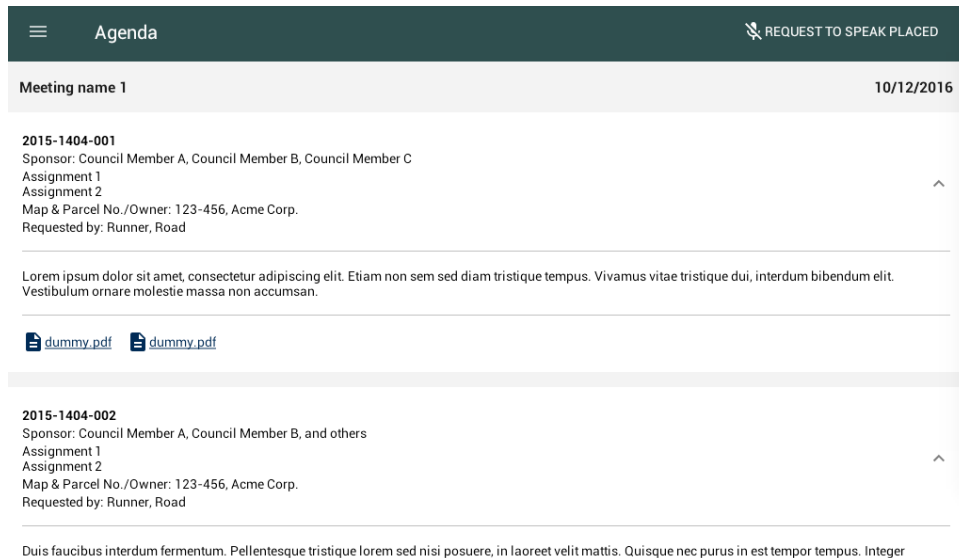 Agenda
REQUEST TO SPEAK PLACED
Meeting name 1
10/12/2016
2015-1404-001
Sponsor: Council Member A, Council Member B, Council Member C
Assignment 1
Assignment 2
Map & Parcel No./Owner: 123-456, Acme Corp.
Requested by: Runner, Road
Lorem ipsum dolor sit amet, consectetur adipiscing elit. Etiam non sem sed diam tristique tempus. Vivamus vitae tristique dui, interdum bibendum elit.
Vestibulum ornare molestie massa non accumsan.
dummy.pdf
dummy.pdf
2015-1404-002
Sponsor: Council Member A, Council Member B, and others
Assignment 1
Assignment 2
Map & Parcel No./Owner: 123-456, Acme Corp.
Requested by: Runner, Road
Duis faucibus interdum fermentum. Pellentesque tristique lorem sed nisi posuere, in laoreet velit mattis. Quisque nec purus in est tempor tempus. Integer